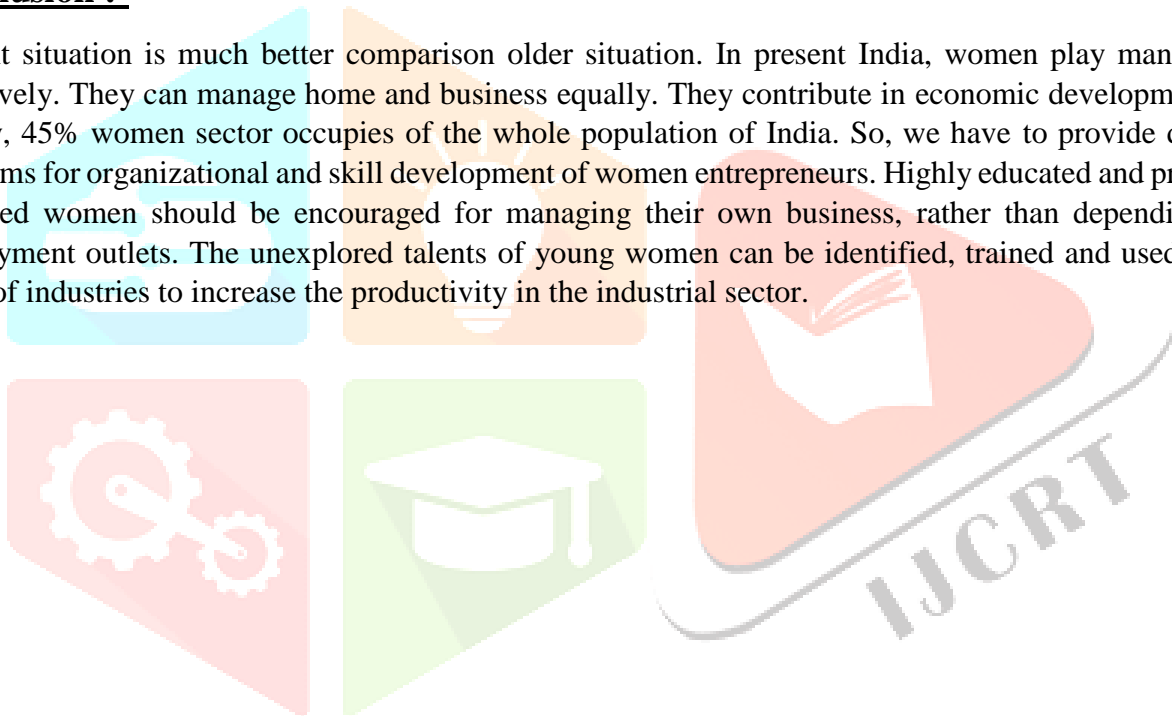 lusion :
t situation is much better comparison older situation. In present India, women play man
vely. They can manage home and business equally. They contribute in economic developm
, 45% women sector occupies of the whole population of India. So, we have to provide
ms for organizational and skill development of women entrepreneurs. Highly educated and pr
ed women should be encouraged for managing their own business, rather than dependi
yment outlets. The unexplored talents of young women can be identified, trained and used
of industries to increase the productivity in the industrial sector.
IJCRT